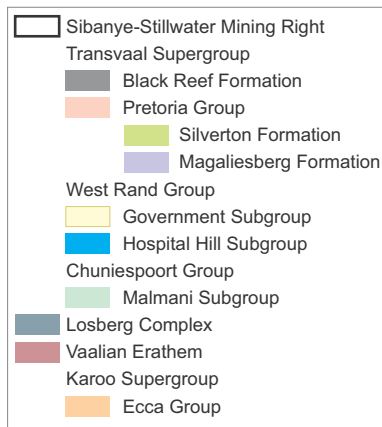 Sibanye-Stillwater Mining Right
Transvaal Supergroup
Black Reef Formation
Pretoria Group
Silverton Formation
Magaliesberg Formation
West Rand Group
Government Subgroup
Hospital Hill Subgroup
Chuniespoort Group
Malmani Subgroup
Losberg Complex
Vaalian Erathem
Karoo Supergroup
Ecca Group